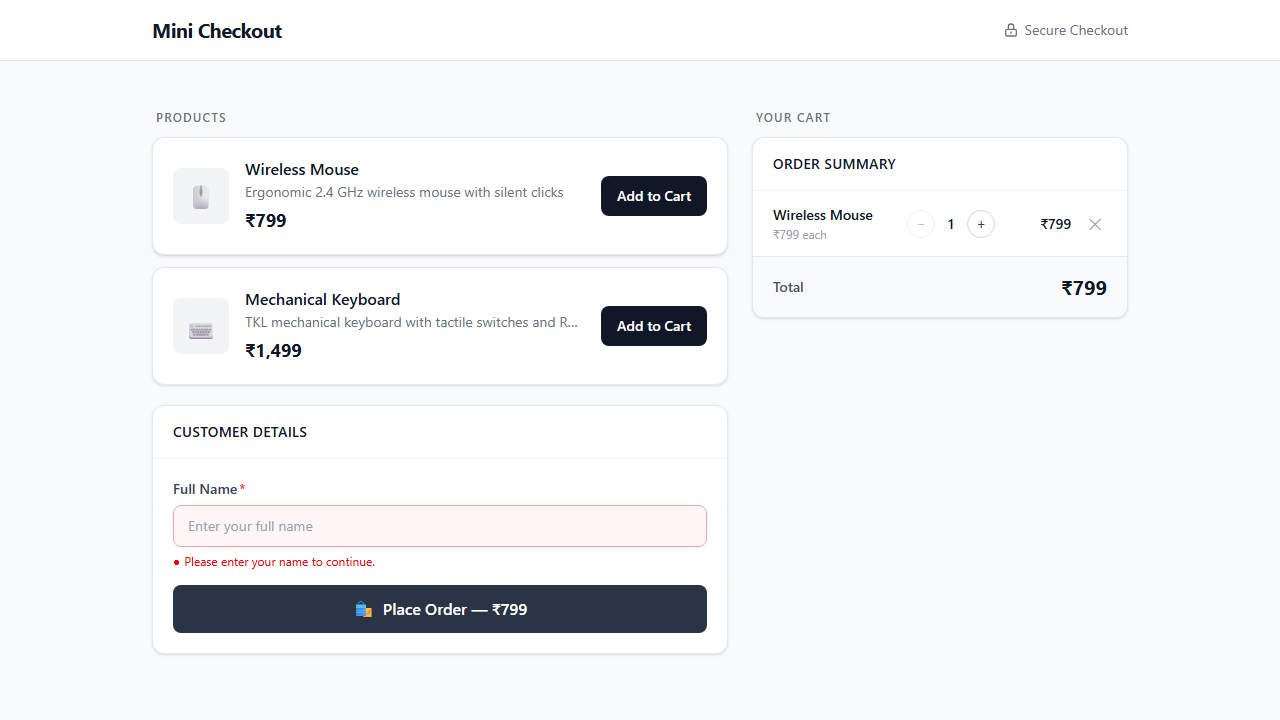 Mini Checkout
Secure Checkout
PRODUCTS
Wireless Mouse
Ergonomic 2.4 GHz wireless mouse with silent clicks
₹799
Add to Cart
Mechanical Keyboard
TKL mechanical keyboard with tactile switches and R...
₹1,499
Add to Cart
CUSTOMER DETAILS
Full Name*
Enter your full name
Please enter your name to continue.
Place Order — ₹799
YOUR CART
ORDER SUMMARY
Wireless Mouse
₹799 each
− 1 + ₹799
Total ₹799